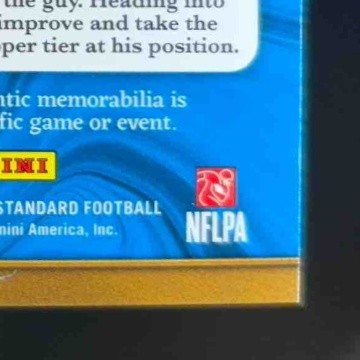 the guy. Heading into
improve and take the
per tier at his position.
ntic memorabilia is
fic game or event.
INI
STANDARD FOOTBALL
nini America, Inc.
NFLPA